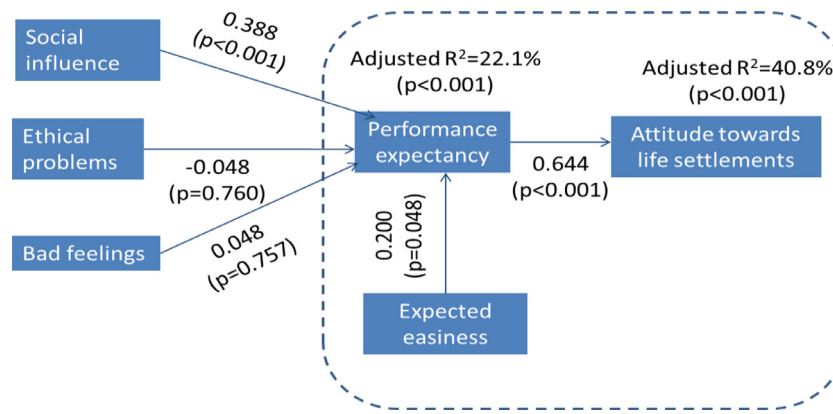 Social
influence
0.388
(p<0.001)
Adjusted R²=22.1%
(p<0.001)
Adjusted R²=40.8%
(p<0.001)
Ethical
problems
-0.048
(p=0.760)
Performance
expectancy
0.644
(p<0.001)
Attitude towards
life settlements
Bad feelings
0.048
(p=0.757)
0.200
(p=0.048)
Expected
easiness